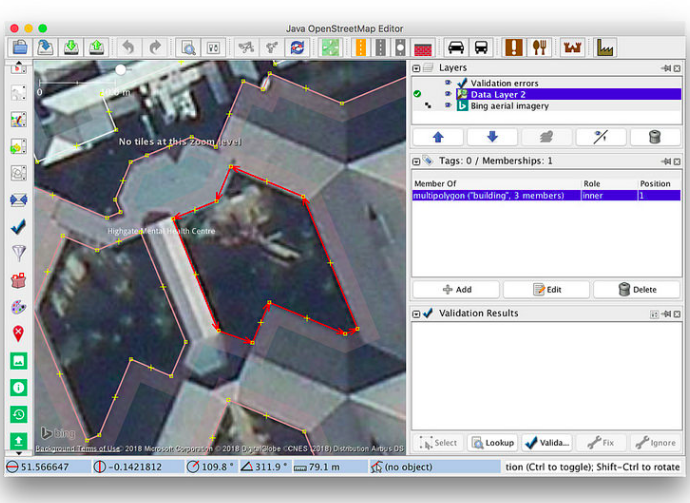 Java OpenStreetMap Editor
0
No tiles at this zoom level
Highgate Mental Health Centre
bing
Background Terms of Use © 2018 Microsoft Corporation © 2018 DigitalGlobe ©CNES (2018) Distribution Airbus DS
Layers
Validation errors
Data Layer 2
Bing aerial imagery
Tags: 0 / Memberships: 1
Member Of Role Position
multipolygon ("building", 3 members) inner 1
Add Edit Delete
Validation Results
Select Lookup Valida... Fix Ignore
51.566647 -0.1421812 109.8 ° 311.9 ° 79.1 m (no object) tion (Ctrl to toggle); Shift-Ctrl to rotate